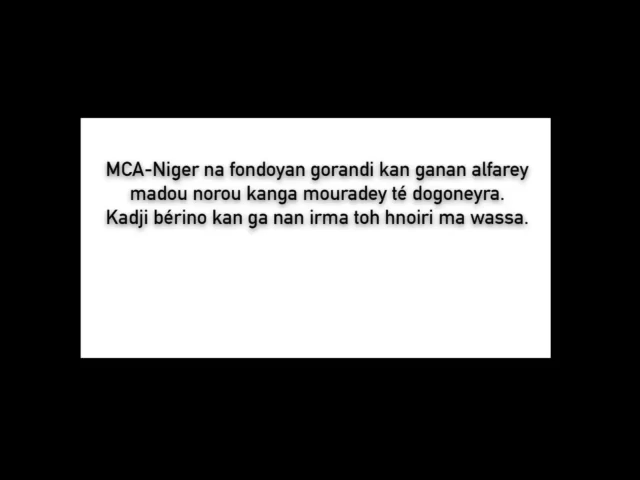 MCA-Niger na fondoyan gorandi kan ganan alfarey
madou norou kanga mouradey té dogoneyra.
Kadji bérino kan ga nan irma toh hnoiri ma wassa.